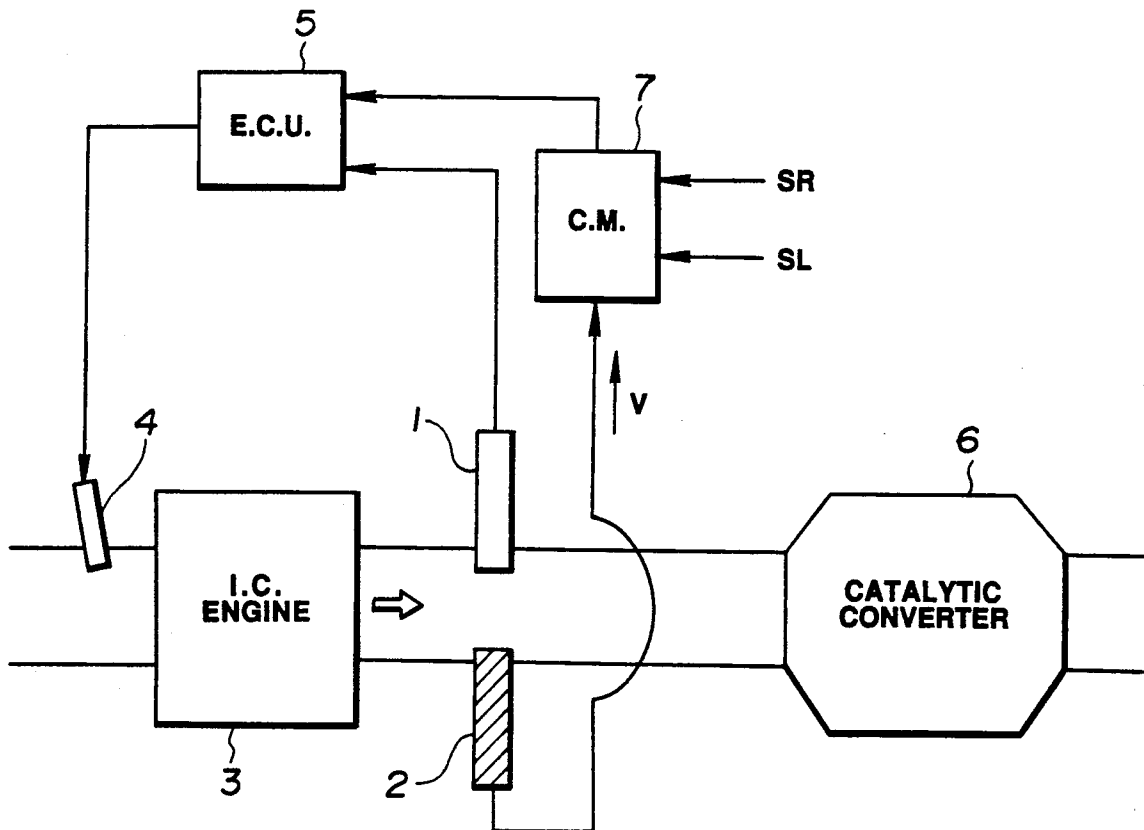 5
E.C.U.
7
C.M.
SR
SL
V
1
4
6
I.C.
ENGINE
CATALYTIC
CONVERTER
3
2